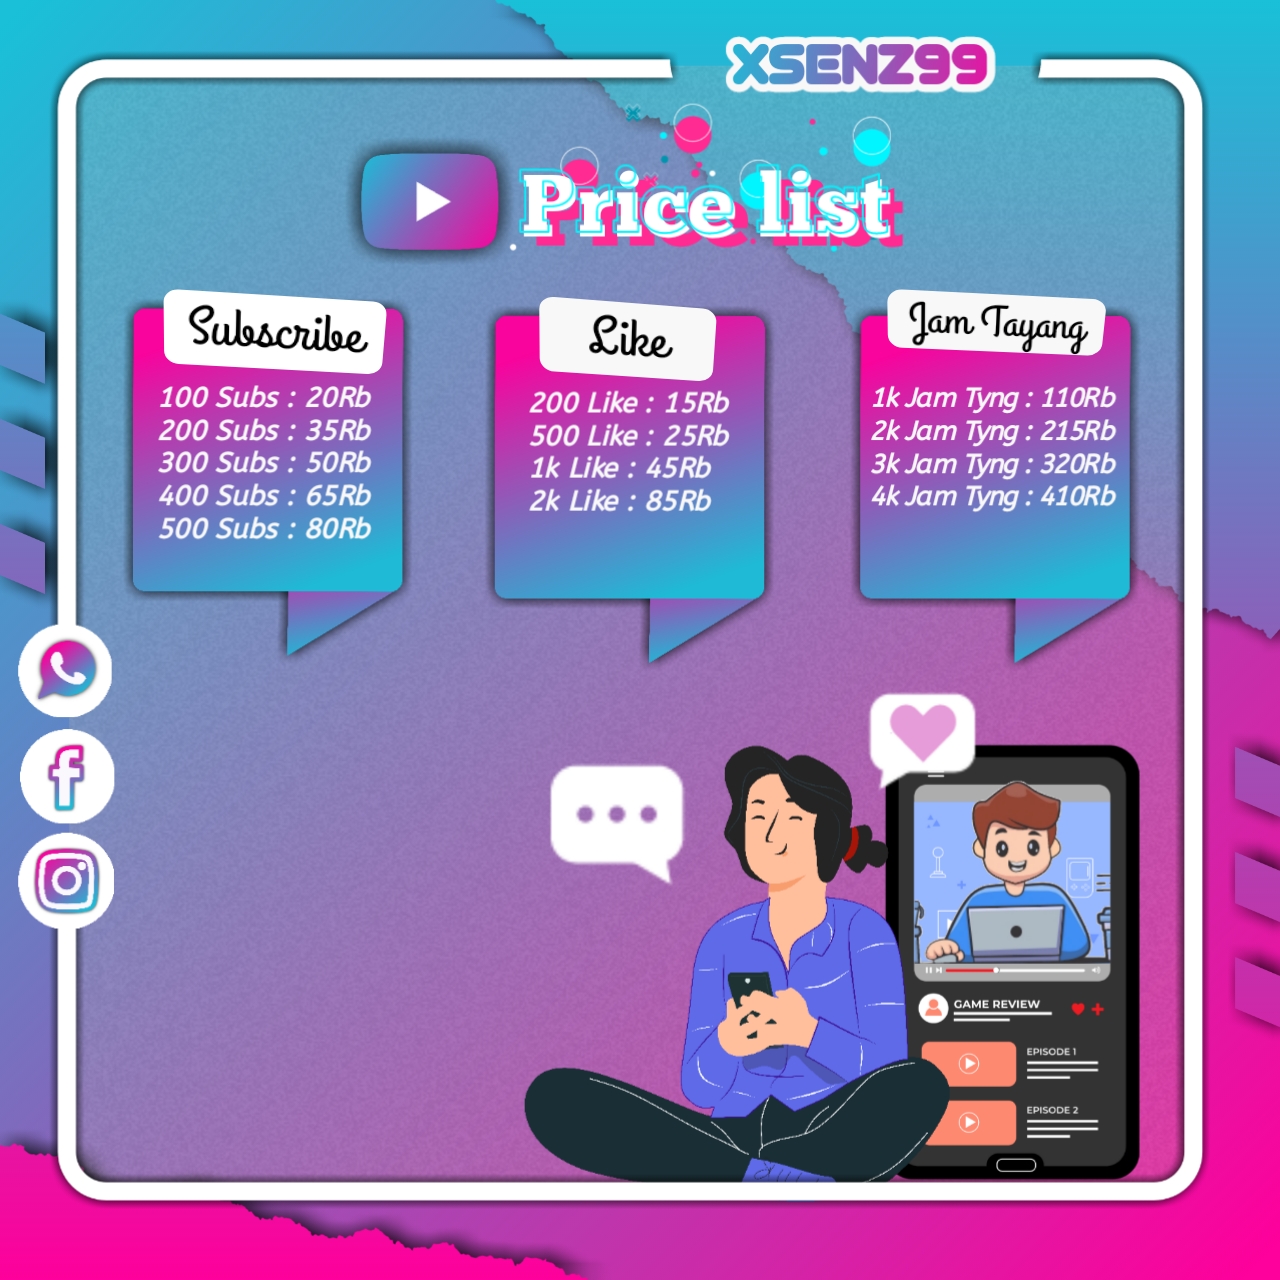 XSENZ99
Price list
Subscribe
100 Subs : 20Rb
200 Subs : 35Rb
300 Subs : 50Rb
400 Subs : 65Rb
500 Subs : 80Rb
Like
200 Like : 15Rb
500 Like : 25Rb
1k Like : 45Rb
2k Like : 85Rb
Jam Tayang
1k Jam Tyng : 110Rb
2k Jam Tyng : 215Rb
3k Jam Tyng : 320Rb
4k Jam Tyng : 410Rb
GAME REVIEW
EPISODE 1
EPISODE 2